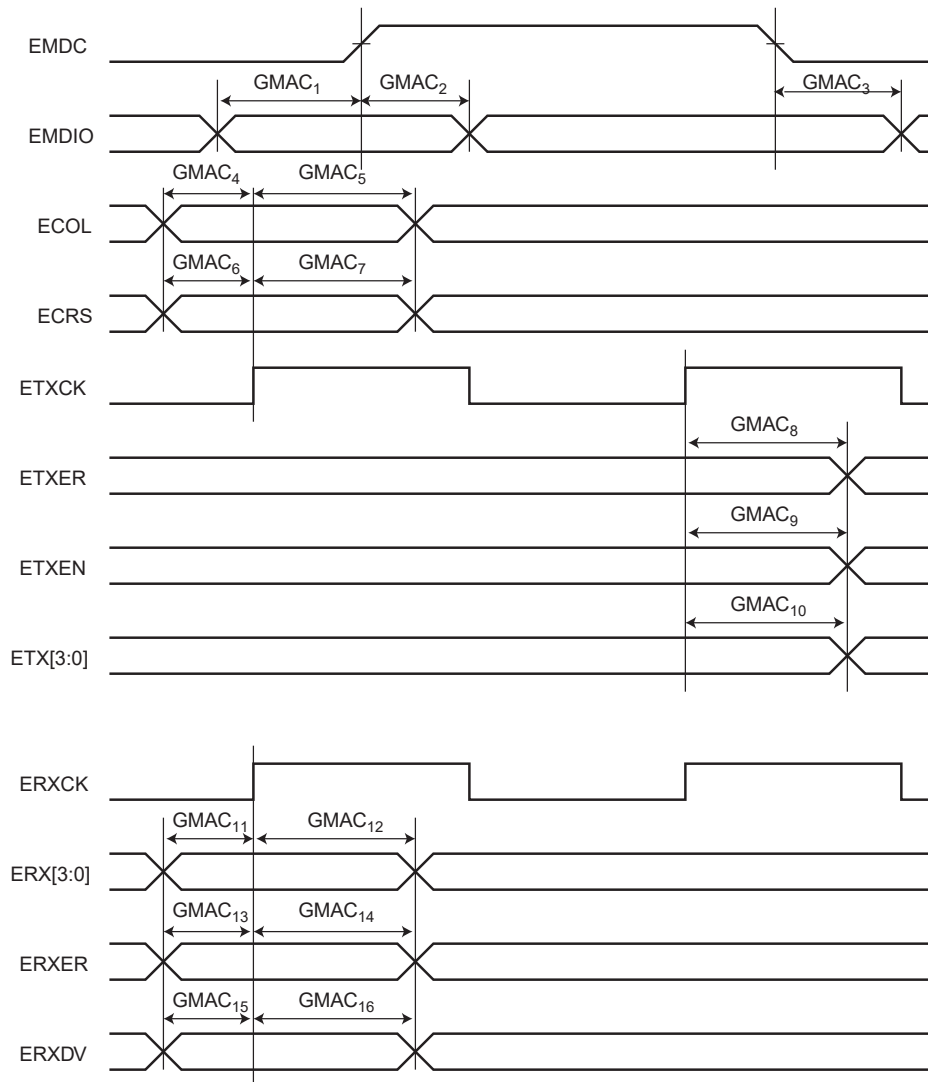 EMDC
GMAC1 GMAC2 GMAC3
EMDIO
GMAC4 GMAC5
ECOL
GMAC6 GMAC7
ECRS
ETXCK
GMAC8
ETXER
GMAC9
ETXEN
GMAC10
ETX[3:0]
ERXCK
GMAC11 GMAC12
ERX[3:0]
GMAC13 GMAC14
ERXER
GMAC15 GMAC16
ERXDV